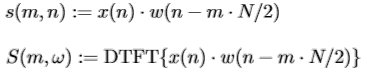 s(m, n) := x(n) · w(n − m · N/2)
S(m, ω) := DTFT{x(n) · w(n − m · N/2)}